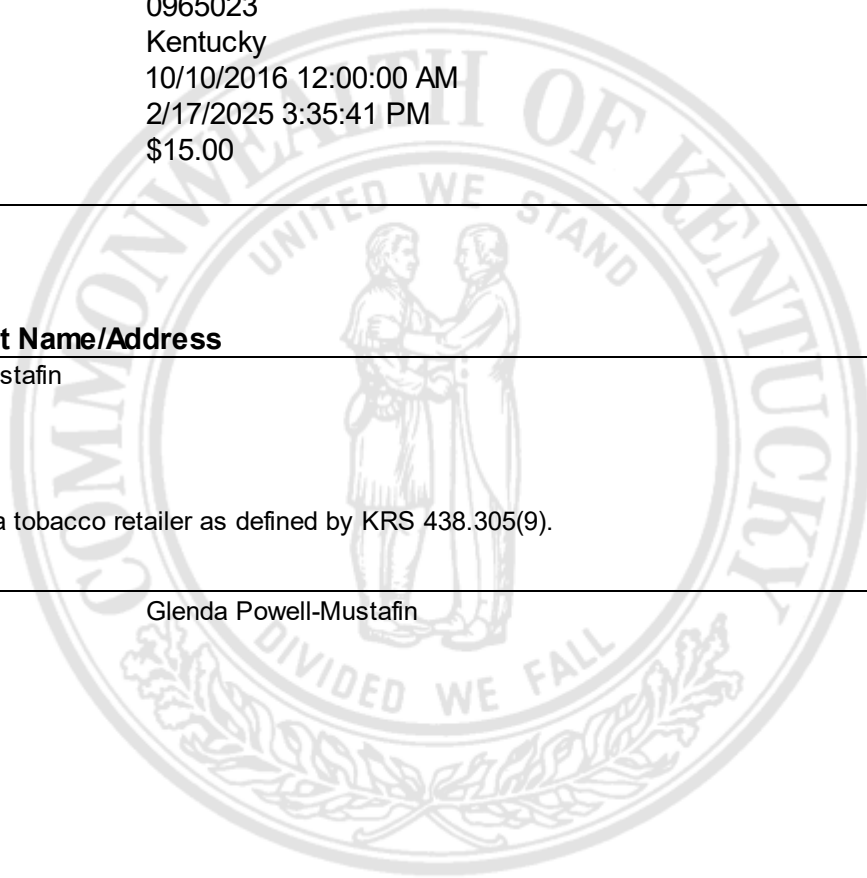 0965023
Kentucky
10/10/2016 12:00:00 AM
2/17/2025 3:35:41 PM
$15.00
COMMONWEALTH OF KENTUCKY
UNITED WE STAND
t Name/Address
stafin
a tobacco retailer as defined by KRS 438.305(9).
Glenda Powell-Mustafin
DIVIDED WE FALL